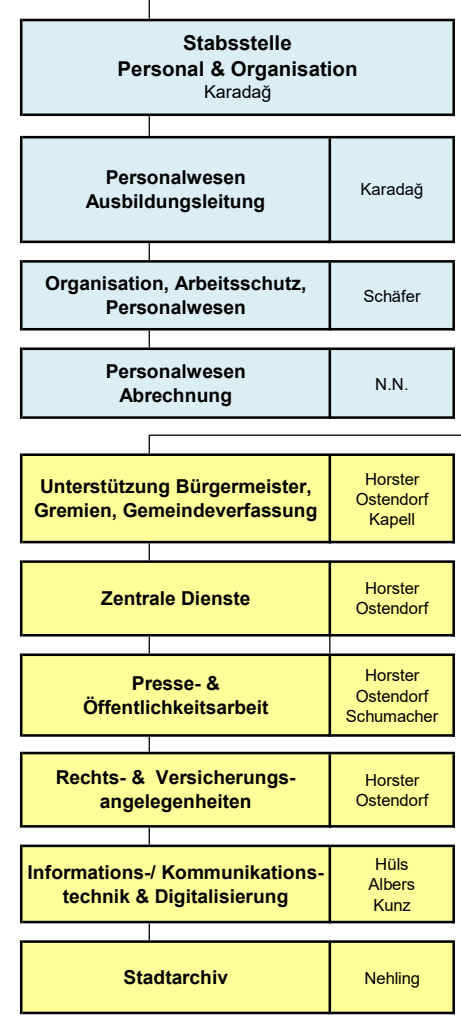 Stabsstelle
Personal & Organisation
Karadağ
Personalwesen
Ausbildungsleitung
Karadağ
Organisation, Arbeitsschutz,
Personalwesen
Schäfer
Personalwesen
Abrechnung
N.N.
Unterstützung Bürgermeister,
Gremien, Gemeindeverfassung
Horster
Ostendorf
Kapell
Zentrale Dienste
Horster
Ostendorf
Presse- &
Öffentlichkeitsarbeit
Horster
Ostendorf
Schumacher
Rechts- & Versicherungs-
angelegenheiten
Horster
Ostendorf
Informations-/ Kommunikations-
technik & Digitalisierung
Hüls
Albers
Kunz
Stadtarchiv
Nehling